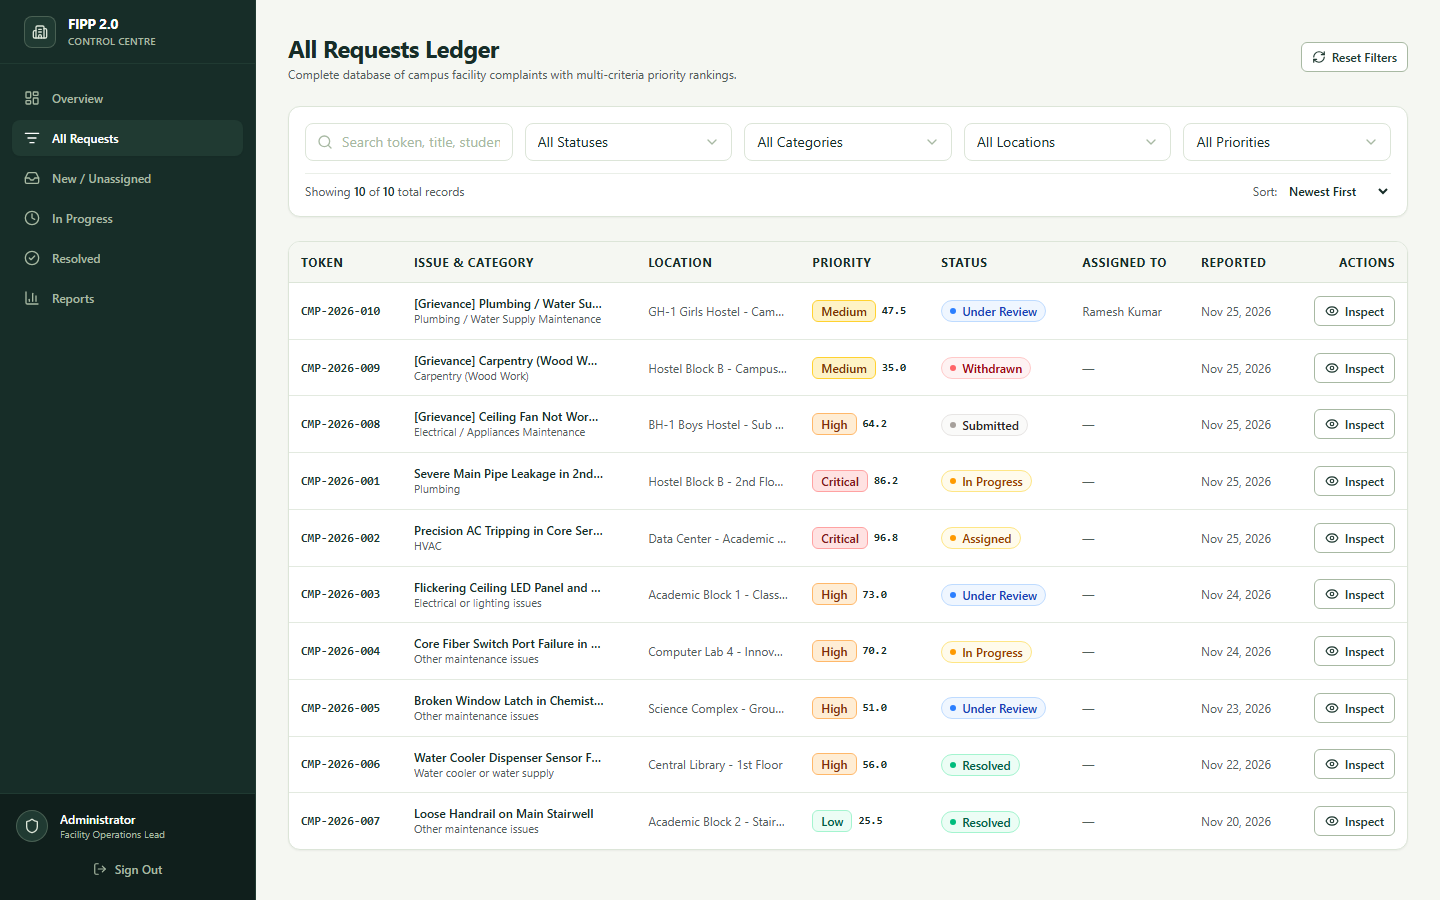 FIPP 2.0
CONTROL CENTRE
Overview
All Requests
New / Unassigned
In Progress
Resolved
Reports
Administrator
Facility Operations Lead
Sign Out
All Requests Ledger
Complete database of campus facility complaints with multi-criteria priority rankings.
Reset Filters
Search token, title, studen
All Statuses
All Categories
All Locations
All Priorities
Showing 10 of 10 total records
Sort: Newest First
TOKEN ISSUE & CATEGORY LOCATION PRIORITY STATUS ASSIGNED TO REPORTED ACTIONS
CMP-2026-010 [Grievance] Plumbing / Water Su... GH-1 Girls Hostel - Cam... Medium 47.5 Under Review Ramesh Kumar Nov 25, 2026 Inspect
Plumbing / Water Supply Maintenance
CMP-2026-009 [Grievance] Carpentry (Wood W... Hostel Block B - Campus... Medium 35.0 Withdrawn — Nov 25, 2026 Inspect
Carpentry (Wood Work)
CMP-2026-008 [Grievance] Ceiling Fan Not Wor... BH-1 Boys Hostel - Sub ... High 64.2 Submitted — Nov 25, 2026 Inspect
Electrical / Appliances Maintenance
CMP-2026-001 Severe Main Pipe Leakage in 2nd... Hostel Block B - 2nd Flo... Critical 86.2 In Progress — Nov 25, 2026 Inspect
Plumbing
CMP-2026-002 Precision AC Tripping in Core Ser... Data Center - Academic ... Critical 96.8 Assigned — Nov 25, 2026 Inspect
HVAC
CMP-2026-003 Flickering Ceiling LED Panel and ... Academic Block 1 - Class... High 73.0 Under Review — Nov 24, 2026 Inspect
Electrical or lighting issues
CMP-2026-004 Core Fiber Switch Port Failure in ... Computer Lab 4 - Innov... High 70.2 In Progress — Nov 24, 2026 Inspect
Other maintenance issues
CMP-2026-005 Broken Window Latch in Chemist... Science Complex - Grou... High 51.0 Under Review — Nov 23, 2026 Inspect
Other maintenance issues
CMP-2026-006 Water Cooler Dispenser Sensor F... Central Library - 1st Floor High 56.0 Resolved — Nov 22, 2026 Inspect
Water cooler or water supply
CMP-2026-007 Loose Handrail on Main Stairwell Academic Block 2 - Stair... Low 25.5 Resolved — Nov 20, 2026 Inspect
Other maintenance issues